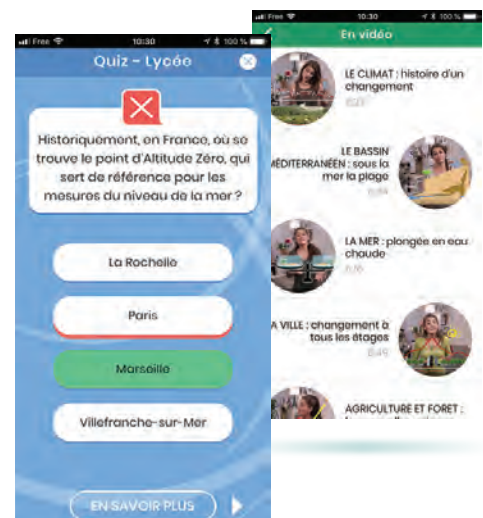 Free 10:30 100 %
Quiz – Lycée
Historiquement, en France, où se
trouve le point d'Altitude Zéro, qui
sert de référence pour les
mesures du niveau de la mer ?
La Rochelle
Paris
Marseille
Villefranche-sur-Mer
EN SAVOIR PLUS
Free 10:30 100 %
En vidéo
LE CLIMAT : histoire d'un
changement
LE BASSIN
MÉDITERRANÉEN : sous la
mer la plage
LA MER : plongée en eau
chaude
A VILLE : changement à
tous les étages
AGRICULTURE ET FORET :